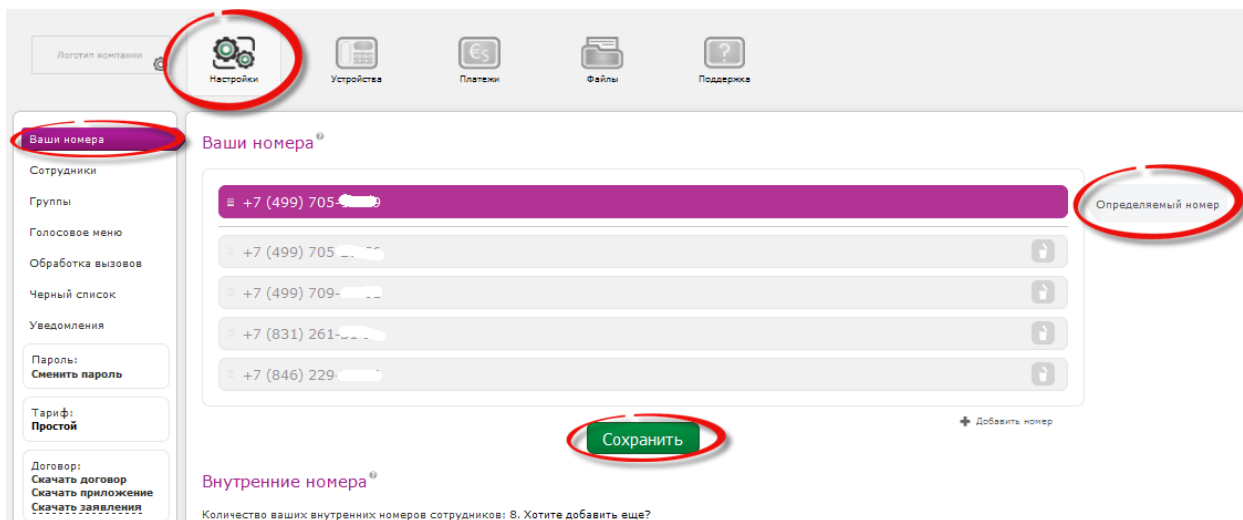 Логотип компании
Настройки
Устройства
Платежи
Файлы
Поддержка
Ваши номера
Сотрудники
Группы
Голосовое меню
Обработка вызовов
Черный список
Уведомления
Пароль:
Сменить пароль
Тариф:
Простой
Договор:
Скачать договор
Скачать приложение
Скачать заявления
Ваши номера
+7 (499) 705-
Определяемый номер
+7 (499) 705
+7 (499) 709-
+7 (831) 261-
+7 (846) 229-
Добавить номер
Сохранить
Внутренние номера
Количество ваших внутренних номеров сотрудников: 8. Хотите добавить еще?